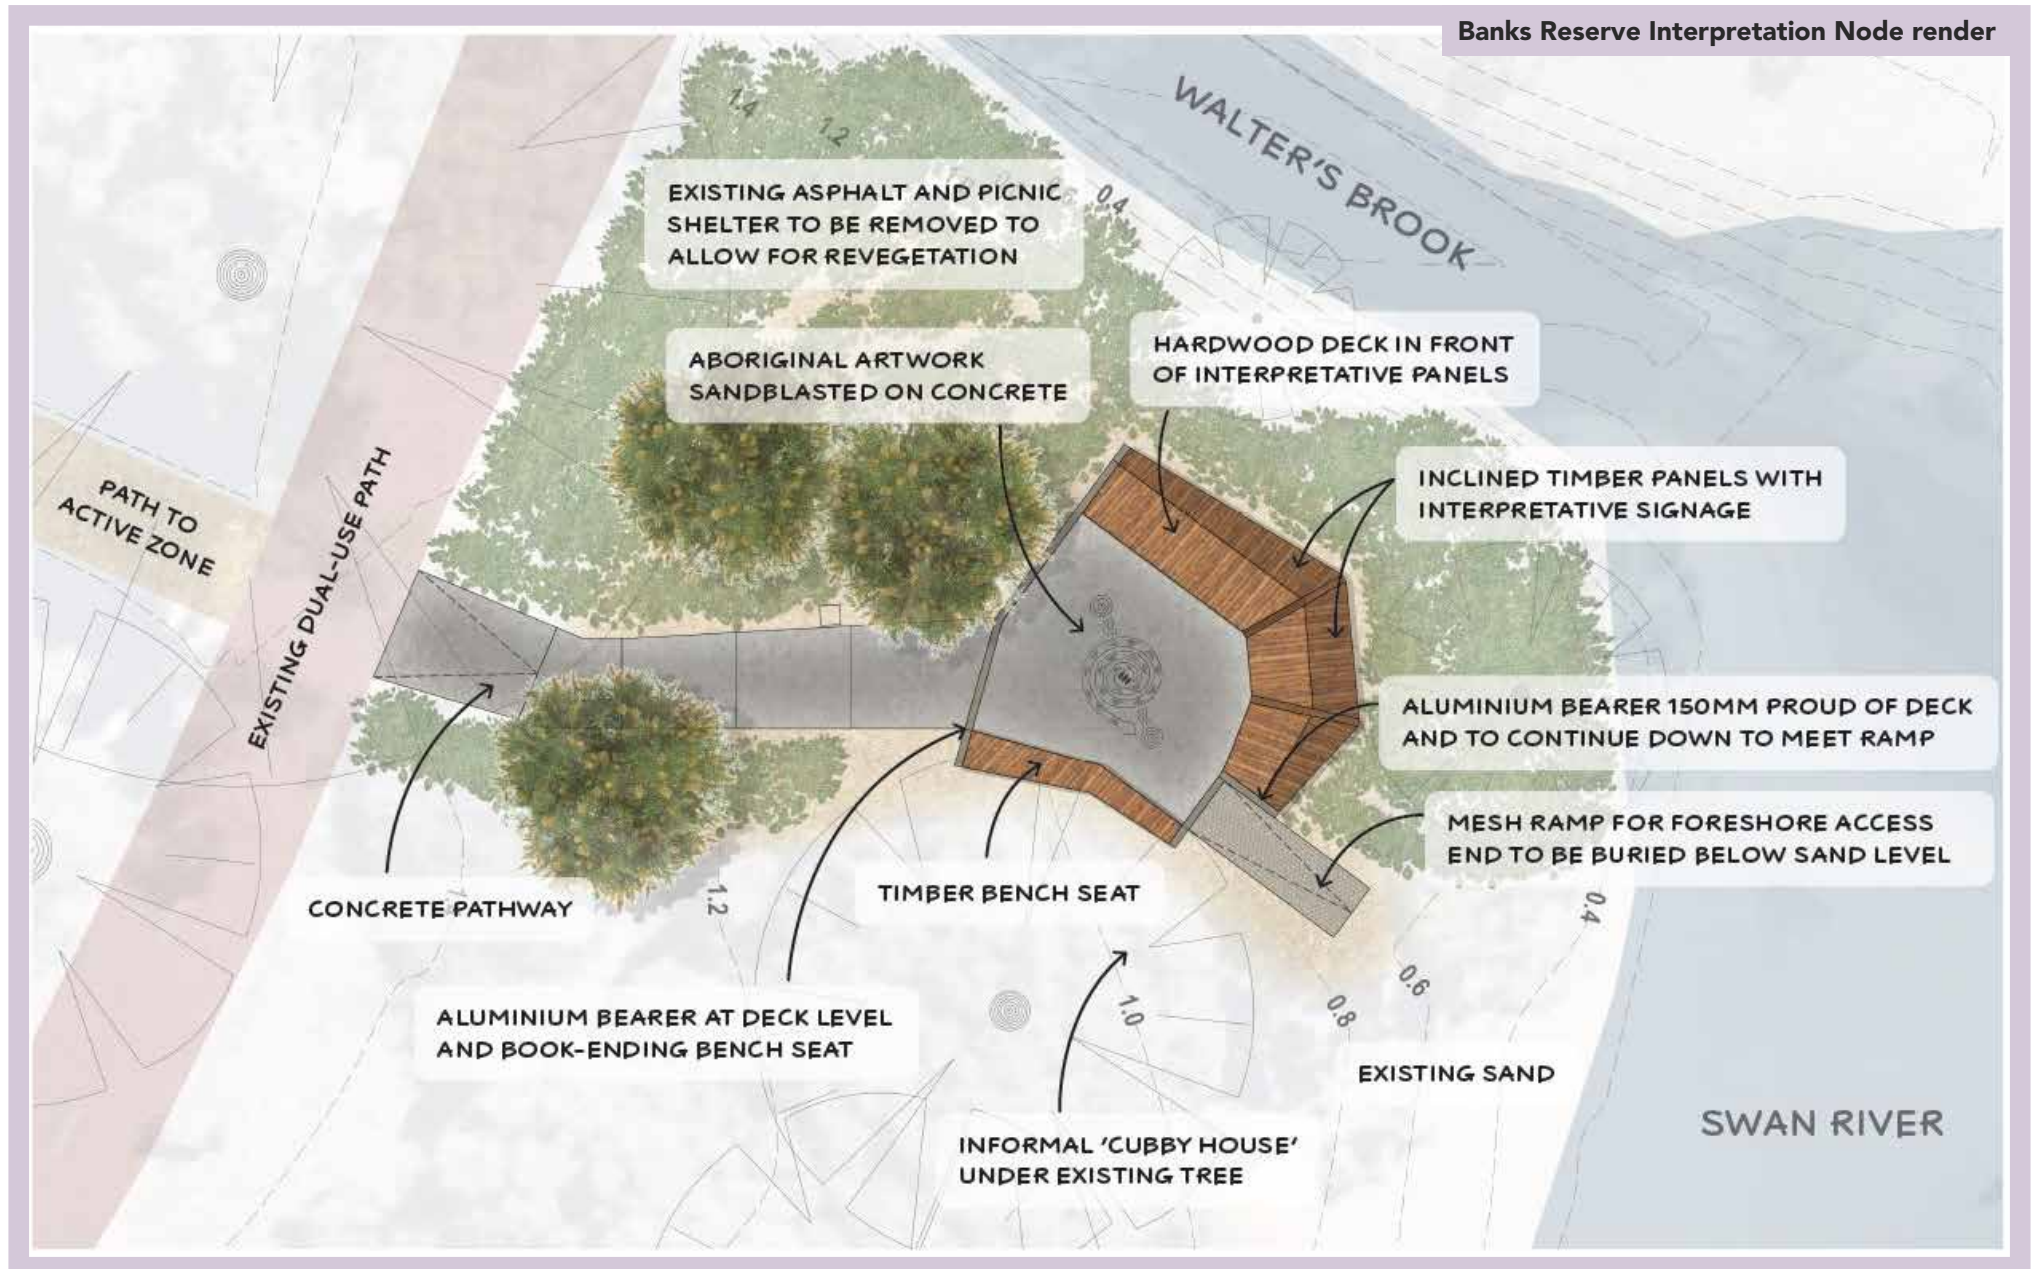 Banks Reserve Interpretation Node render
WALTER'S BROOK
1.4
1.2
0.4
EXISTING ASPHALT AND PICNIC
SHELTER TO BE REMOVED TO
ALLOW FOR REVEGETATION
ABORIGINAL ARTWORK
SANDBLASTED ON CONCRETE
HARDWOOD DECK IN FRONT
OF INTERPRETATIVE PANELS
INCLINED TIMBER PANELS WITH
INTERPRETATIVE SIGNAGE
PATH TO
ACTIVE ZONE
EXISTING DUAL-USE PATH
ALUMINIUM BEARER 150MM PROUD OF DECK
AND TO CONTINUE DOWN TO MEET RAMP
MESH RAMP FOR FORESHORE ACCESS
END TO BE BURIED BELOW SAND LEVEL
CONCRETE PATHWAY
1.2
TIMBER BENCH SEAT
0.4
0.6
0.8
1.0
ALUMINIUM BEARER AT DECK LEVEL
AND BOOK-ENDING BENCH SEAT
EXISTING SAND
SWAN RIVER
INFORMAL 'CUBBY HOUSE'
UNDER EXISTING TREE